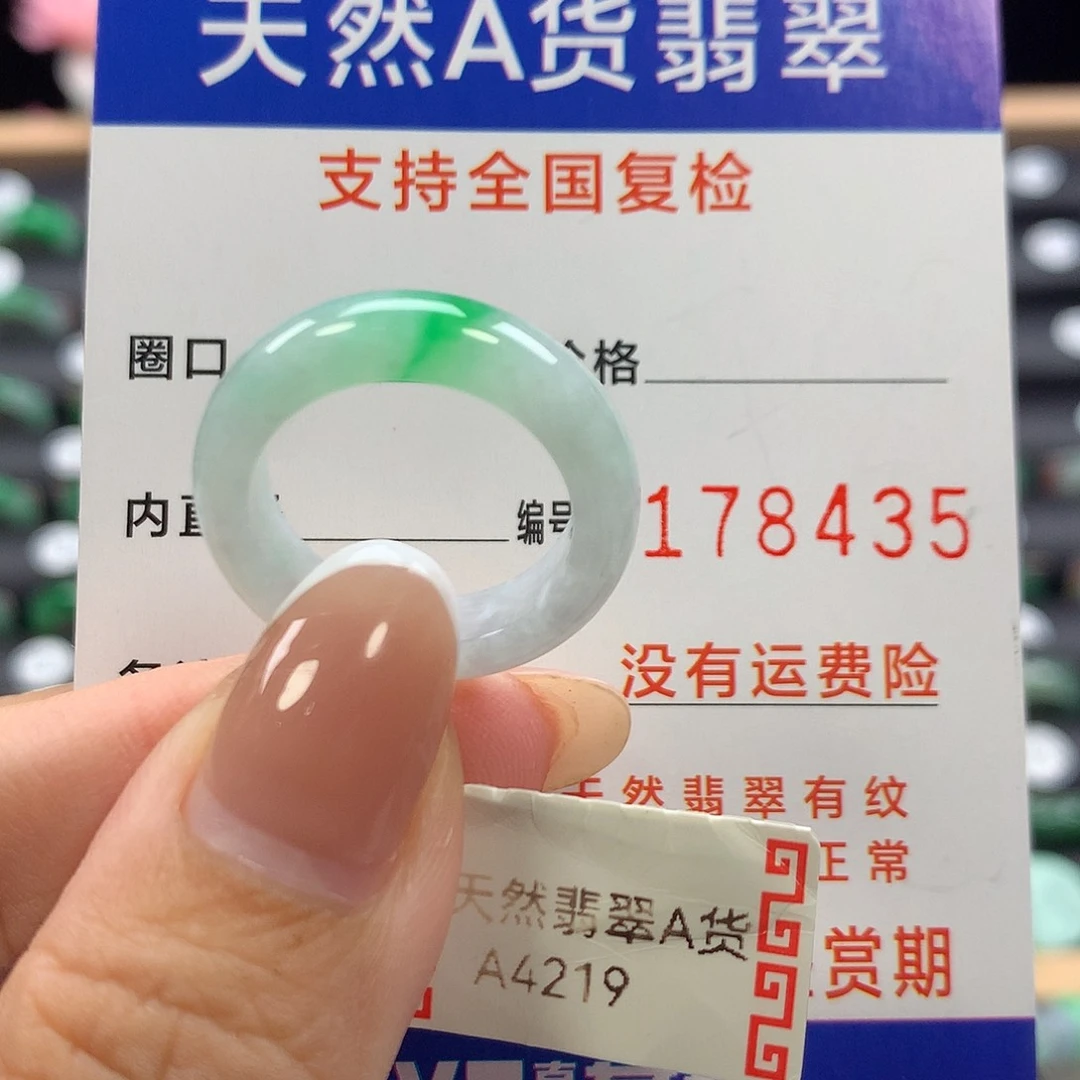 天然A货翡翠
支持全国复检
圈口 格
内直 编号 178435
没有运费险
天然翡翠有纹
正常
赏期
天然翡翠A货
A4219